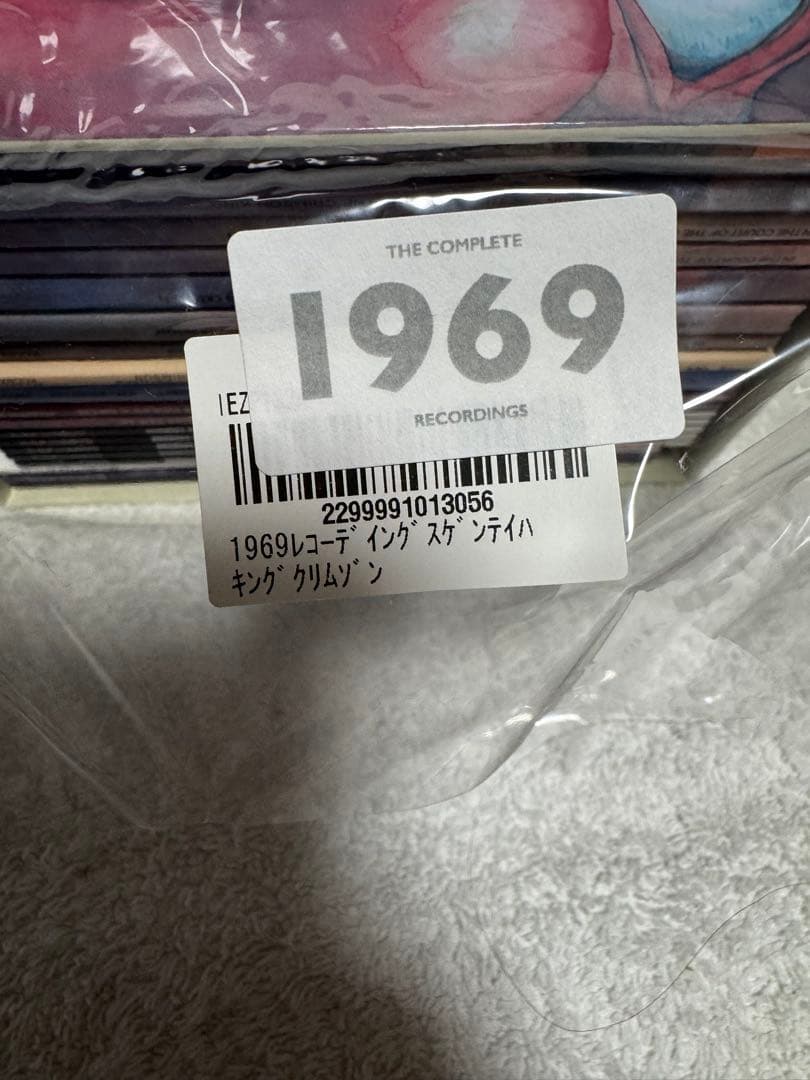 THE COMPLETE
1969
RECORDINGS
IEZ
2299991013056
1969レコーデイングスゲンテイハ
キングクリムゾン